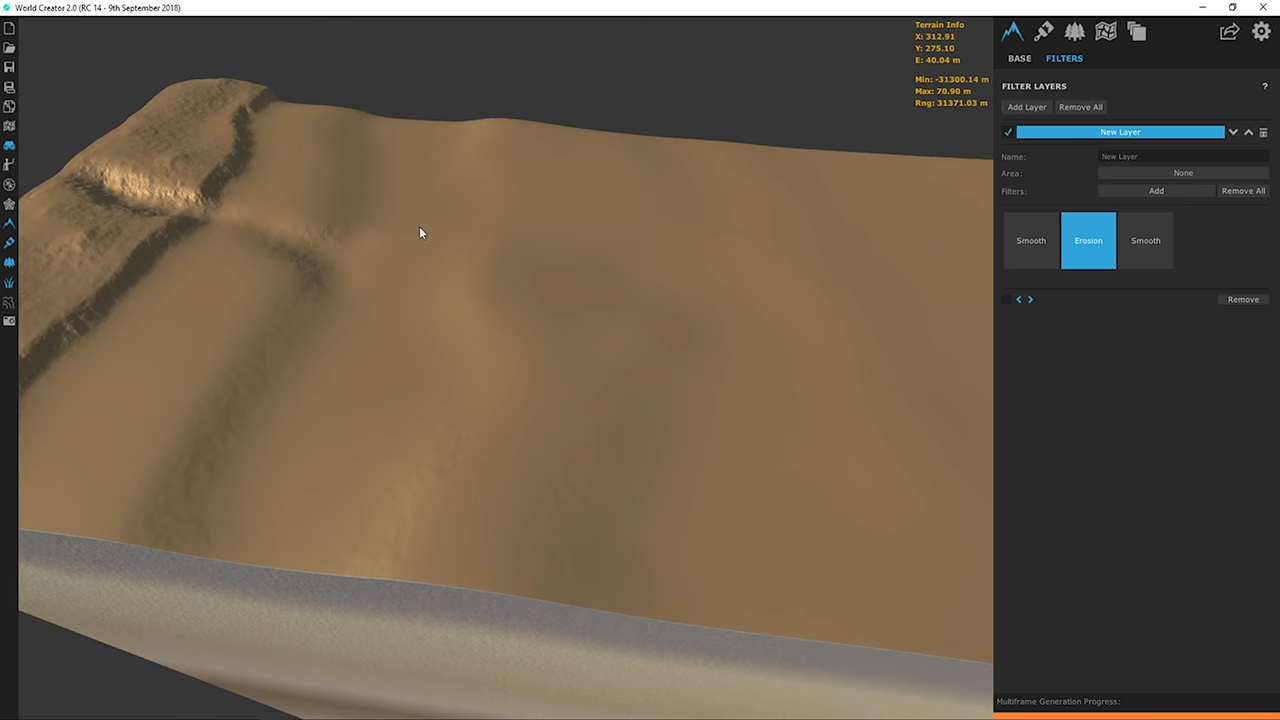 World Creator 2.0 (RC 14 - 9th September 2018)
Terrain Info
X: 312.91
Y: 275.10
E: 40.04 m
Min: -31300.14 m
Max: 70.90 m
Rng: 31371.03 m
BASE FILTERS
FILTER LAYERS ?
Add Layer Remove All
New Layer
Name: New Layer
Area: None
Filters: Add Remove All
Smooth Erosion Smooth
Remove
Multiframe Generation Progress: